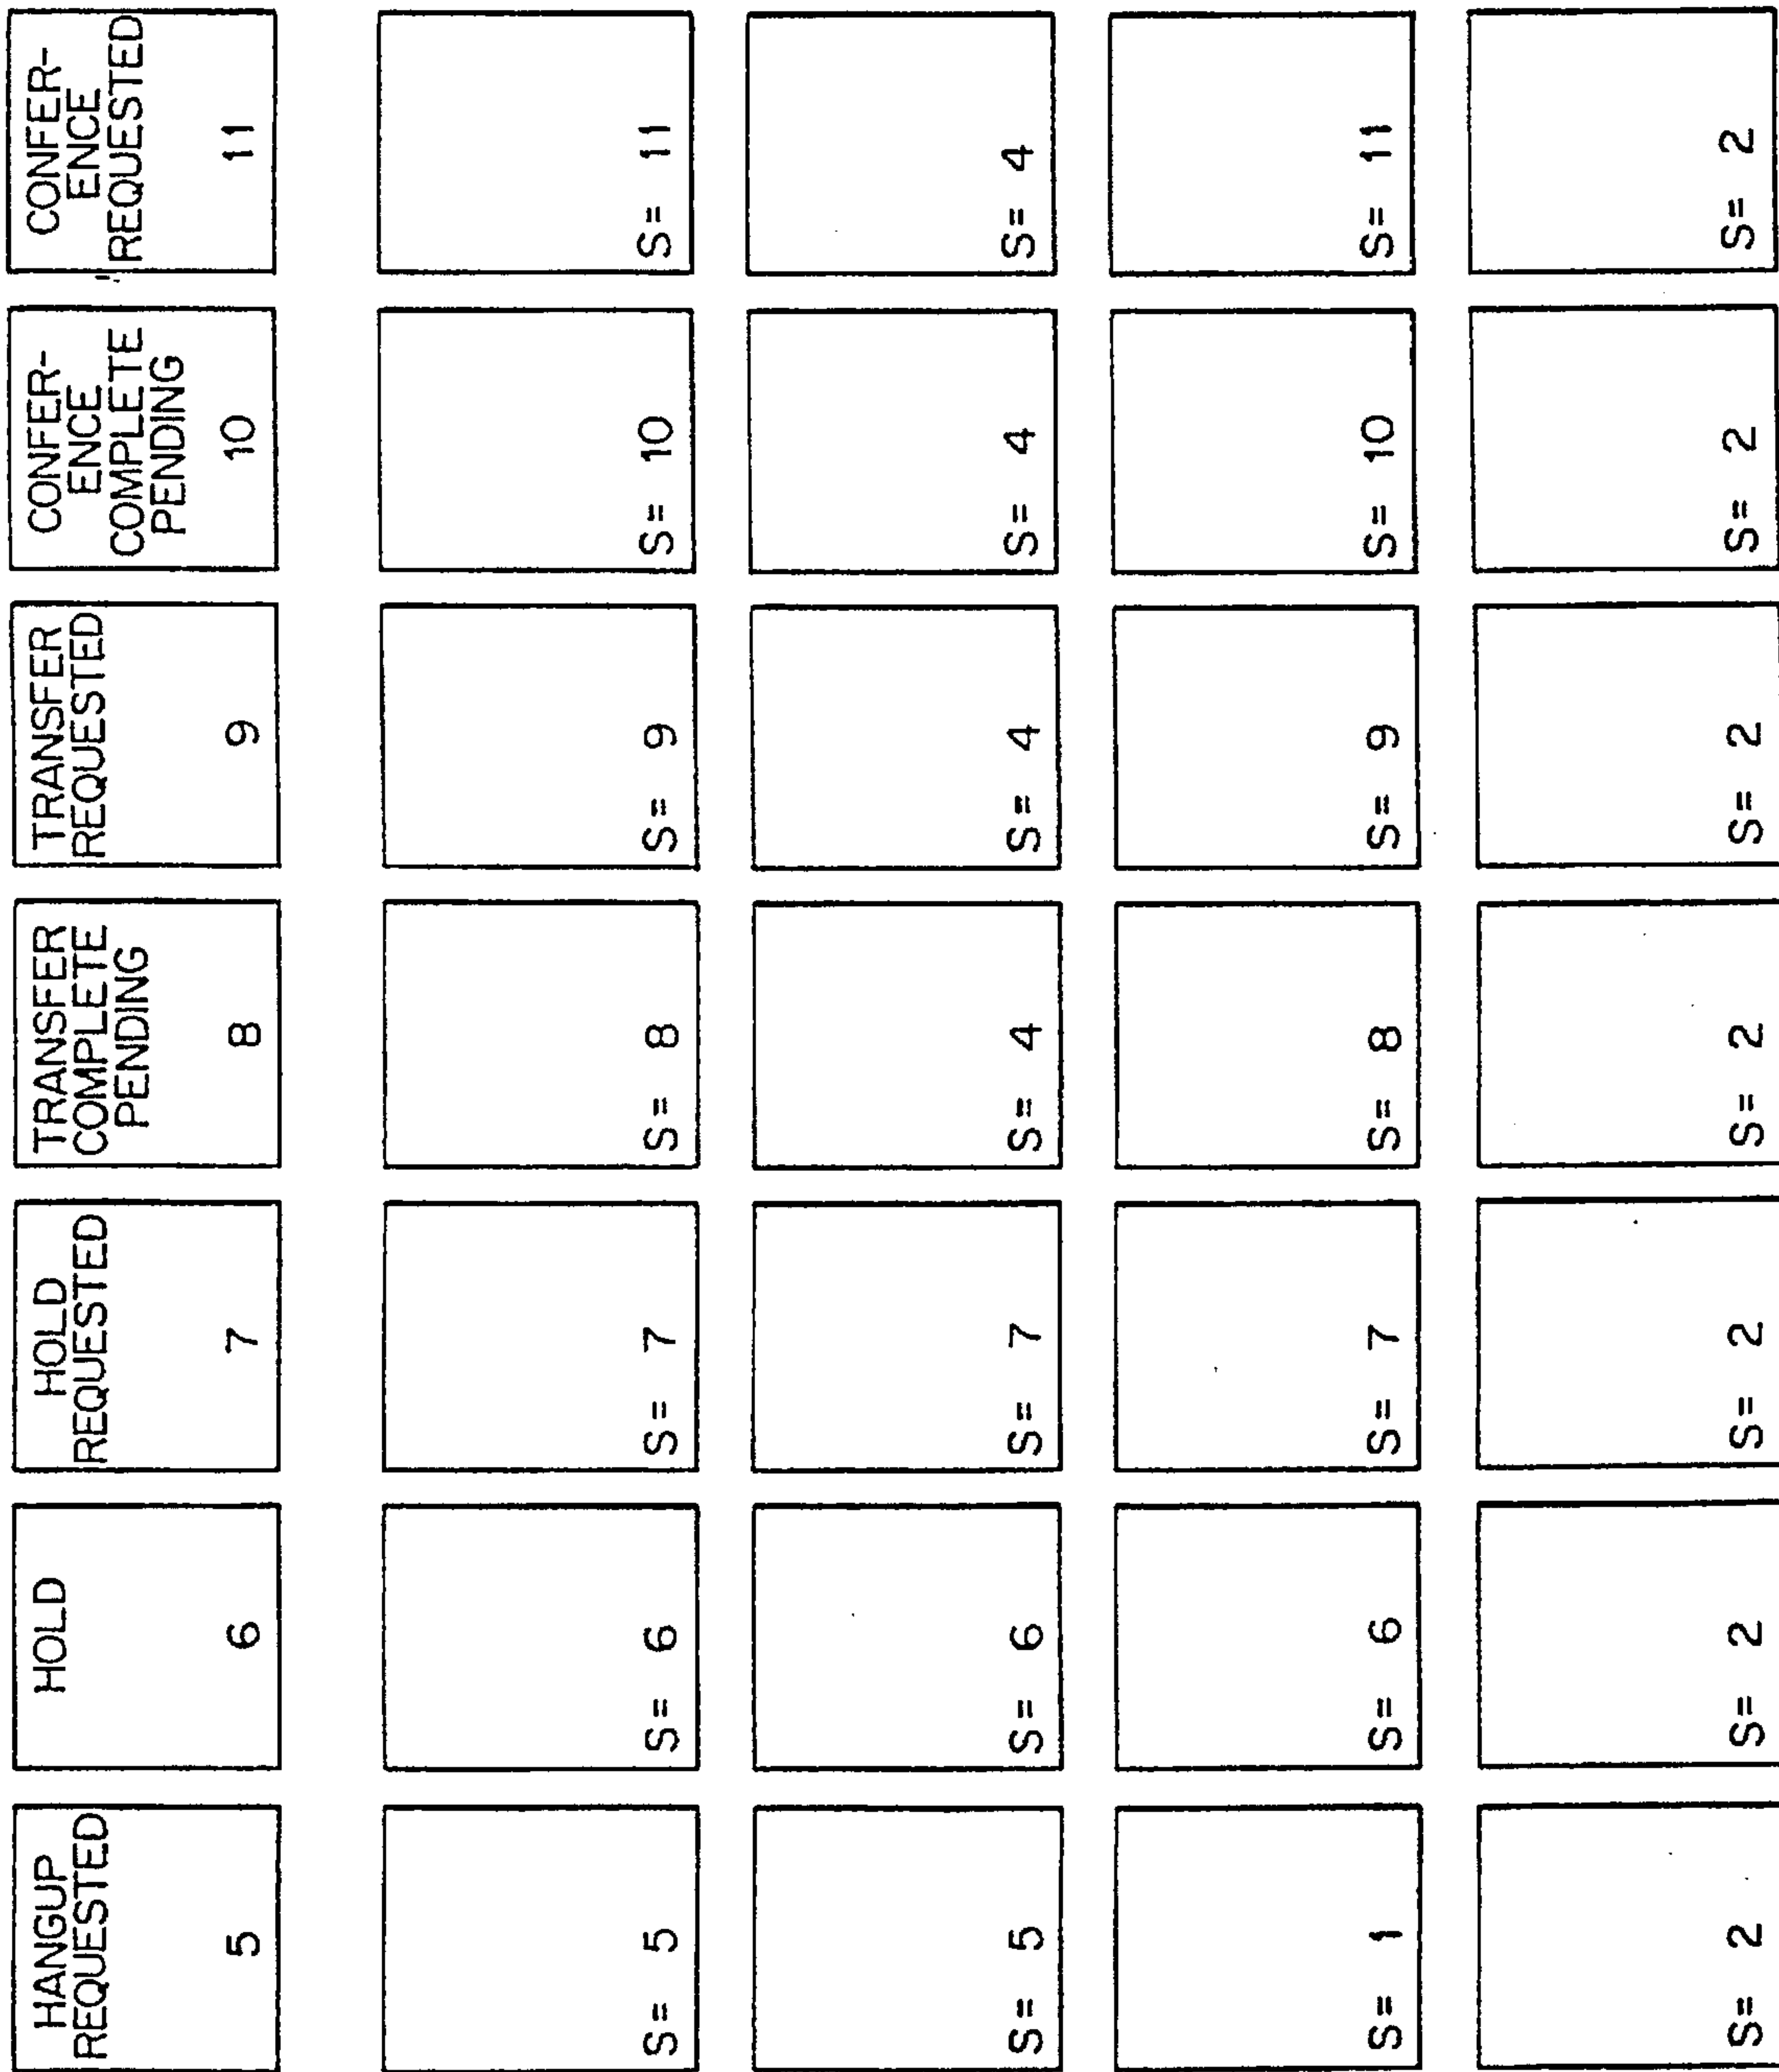 HANGUP
REQUESTED
5
HOLD
6
HOLD
REQUESTED
7
TRANSFER
COMPLETE
PENDING
8
TRANSFER
REQUESTED
9
CONFER-
ENCE
COMPLETE
PENDING
10
CONFER-
ENCE
REQUESTED
11
S= 5
S= 6
S= 7
S= 8
S= 9
S= 10
S= 11
S= 5
S= 6
S= 7
S= 4
S= 4
S= 4
S= 4
S= 1
S= 6
S= 7
S= 8
S= 9
S= 10
S= 11
S= 2
S= 2
S= 2
S= 2
S= 2
S= 2
S= 2